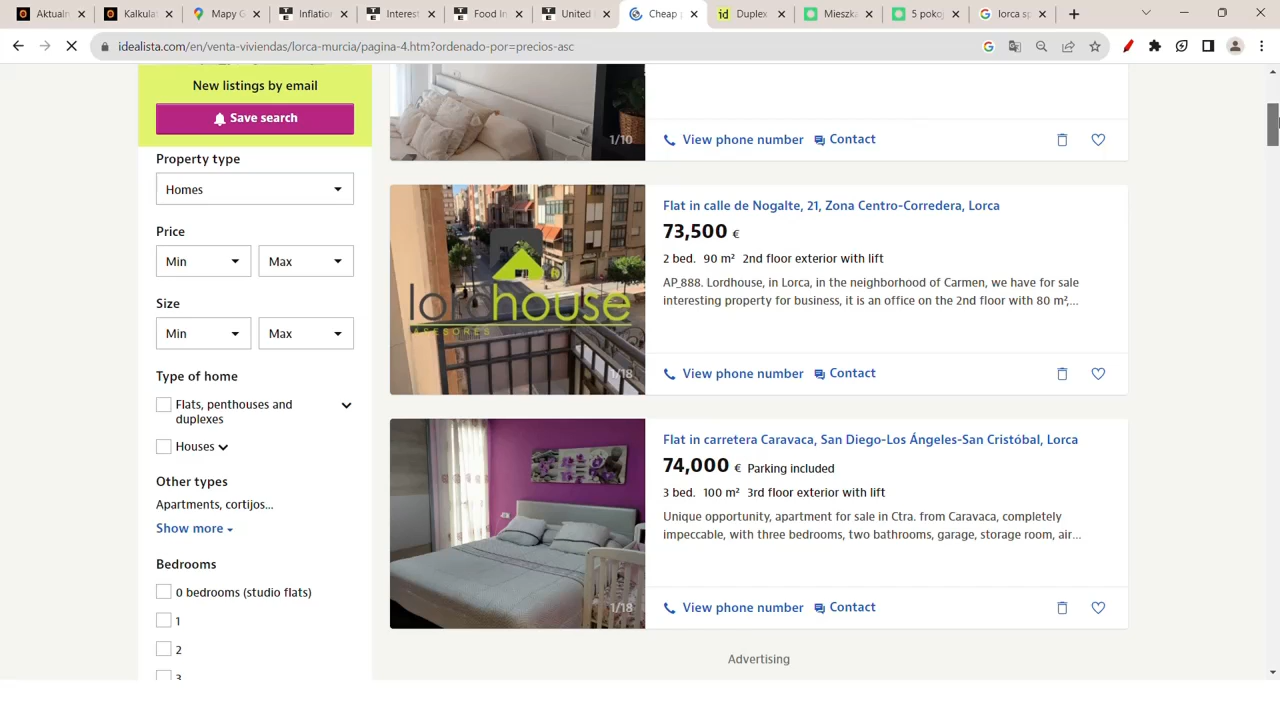 Aktualn
Kalkulat
Mapy G
Inflation
Interest
Food In
United
Cheap
Duplex
Mieszka
5 pokoj
lorca sp
idealista.com/en/venta-viviendas/lorca-murcia/pagina-4.htm?ordenado-por=precios-asc
New listings by email
Save search
Property type
Homes
Price
Min
Max
Size
Min
Max
Type of home
Flats, penthouses and
duplexes
Houses
Other types
Apartments, cortijos...
Show more
Bedrooms
0 bedrooms (studio flats)
1
2
3
1/10
View phone number
Contact
lordhouse
ASESORES
1/18
Flat in calle de Nogalte, 21, Zona Centro-Corredera, Lorca
73,500 €
2 bed. 90 m² 2nd floor exterior with lift
AP_888. Lordhouse, in Lorca, in the neighborhood of Carmen, we have for sale
interesting property for business, it is an office on the 2nd floor with 80 m²,...
View phone number
Contact
1/18
Flat in carretera Caravaca, San Diego-Los Ángeles-San Cristóbal, Lorca
74,000 € Parking included
3 bed. 100 m² 3rd floor exterior with lift
Unique opportunity, apartment for sale in Ctra. from Caravaca, completely
impeccable, with three bedrooms, two bathrooms, garage, storage room, air...
View phone number
Contact
Advertising